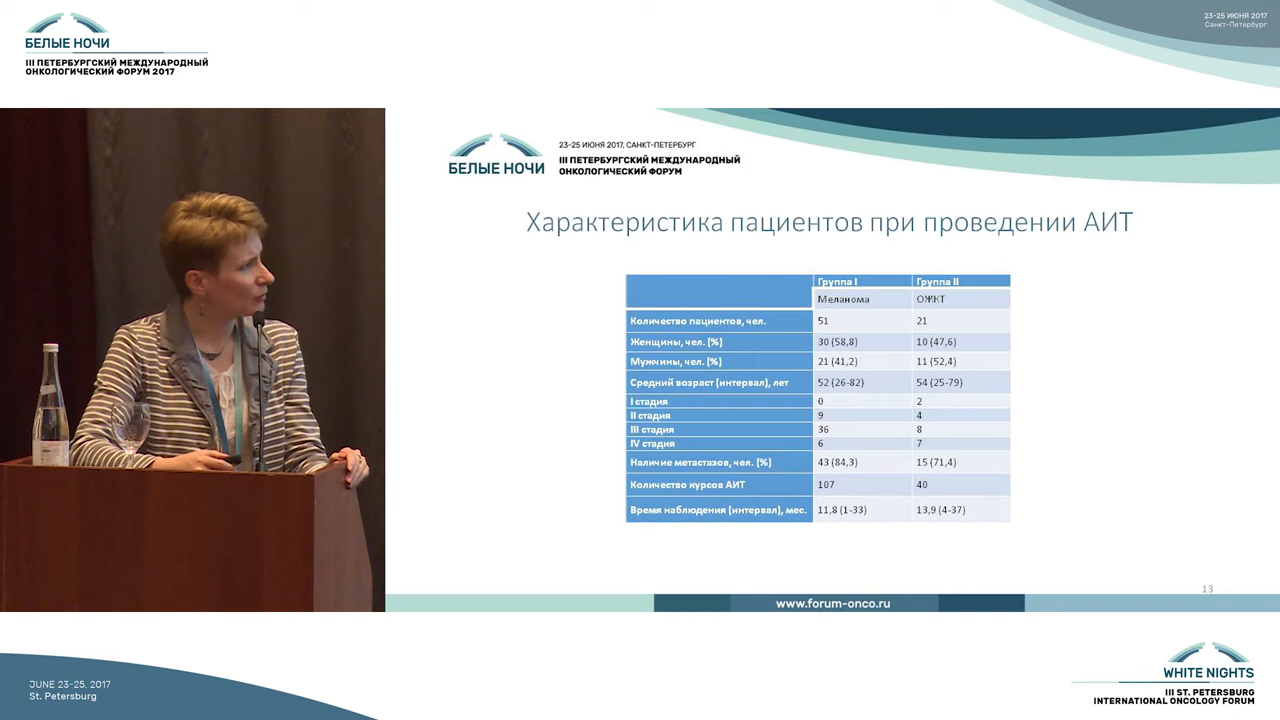 БЕЛЫЕ НОЧИ
III ПЕТЕРБУРГСКИЙ МЕЖДУНАРОДНЫЙ
ОНКОЛОГИЧЕСКИЙ ФОРУМ 2017
23-25 ИЮНЯ 2017
Санкт-Петербург
БЕЛЫЕ НОЧИ
23-25 ИЮНЯ 2017, САНКТ-ПЕТЕРБУРГ
III ПЕТЕРБУРГСКИЙ МЕЖДУНАРОДНЫЙ
ОНКОЛОГИЧЕСКИЙ ФОРУМ
Характеристика пациентов при проведении АИТ
Группа I Группа II
Меланома ОЖКТ
Количество пациентов, чел. 51 21
Женщины, чел. (%) 30 (58,8) 10 (47,6)
Мужчины, чел. (%) 21 (41,2) 11 (52,4)
Средний возраст (интервал), лет 52 (26-82) 54 (25-79)
I стадия 0 2
II стадия 9 4
III стадия 36 8
IV стадия 6 7
Наличие метастазов, чел. (%) 43 (84,3) 15 (71,4)
Количество курсов АИТ 107 40
Время наблюдения (интервал), мес. 11,8 (1-33) 13,9 (4-37)
13
www.forum-onco.ru
JUNE 23-25, 2017
St. Petersburg
WHITE NIGHTS
III ST. PETERSBURG
INTERNATIONAL ONCOLOGY FORUM